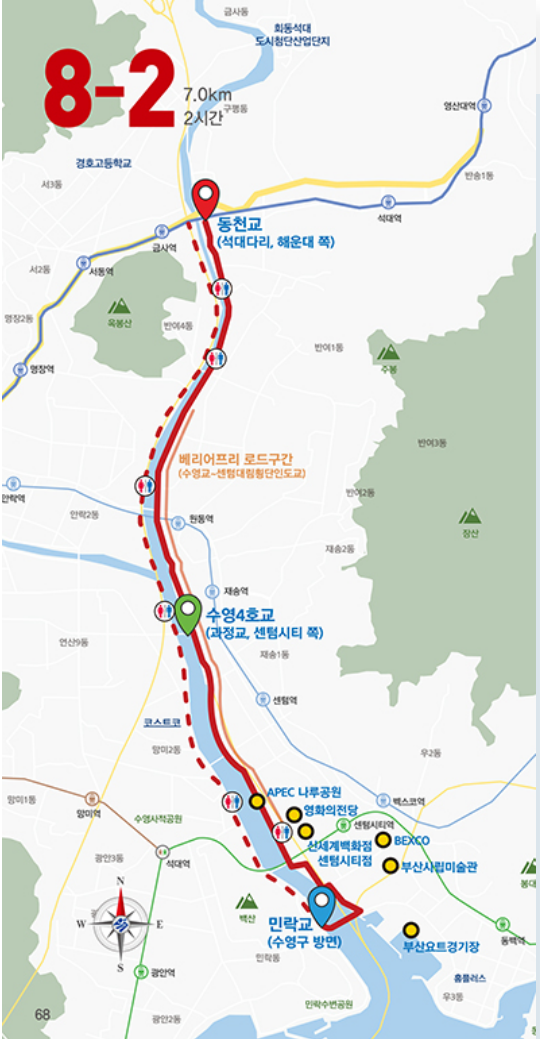 금사동
회동석대
도시첨단산업단지
8-2
7.0km
2시간
구평동
영산대역
경호고등학교
서3동
반송1동
석대역
동천교
(석대다리, 해운대 쪽)
금사역
서2동
서동역
옥봉산
반여4동
명장2동
반여1동
주봉
명장역
반여3동
베리어프리 로드구간
(수영교~센텀대림횡단인도교)
안락역
반여2동
안락2동
원동역
장산
재송2동
재송역
수영4호교
(과정교, 센텀시티 쪽)
연산9동
재송1동
센텀역
코스트코
망미2동
우2동
APEC 나루공원
벡스코역
망미1동
망미역
영화의전당
수영사적공원
센텀시티역
신세계백화점
센텀시티점
BEXCO
광안3동
석대역
부산시립미술관
봉대
N
W
E
S
백산
민락교
(수영구 방면)
동백역
부산요트경기장
민락동
광안역
홈플러스
우3동
민락수변공원
68
광안2동